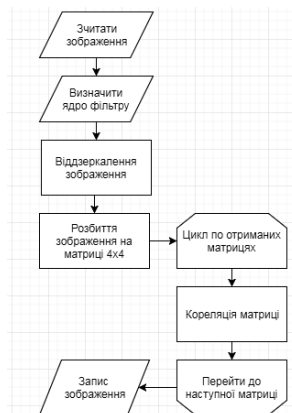 Зчитати
зображення
Визначити
ядро фільтру
Віддзеркалення
зображення
Розбиття
зображення на
матриці 4х4
Цикл по отриманих
матрицях
Кореляція матриці
Запис
зображення
Перейти до
наступної матриці